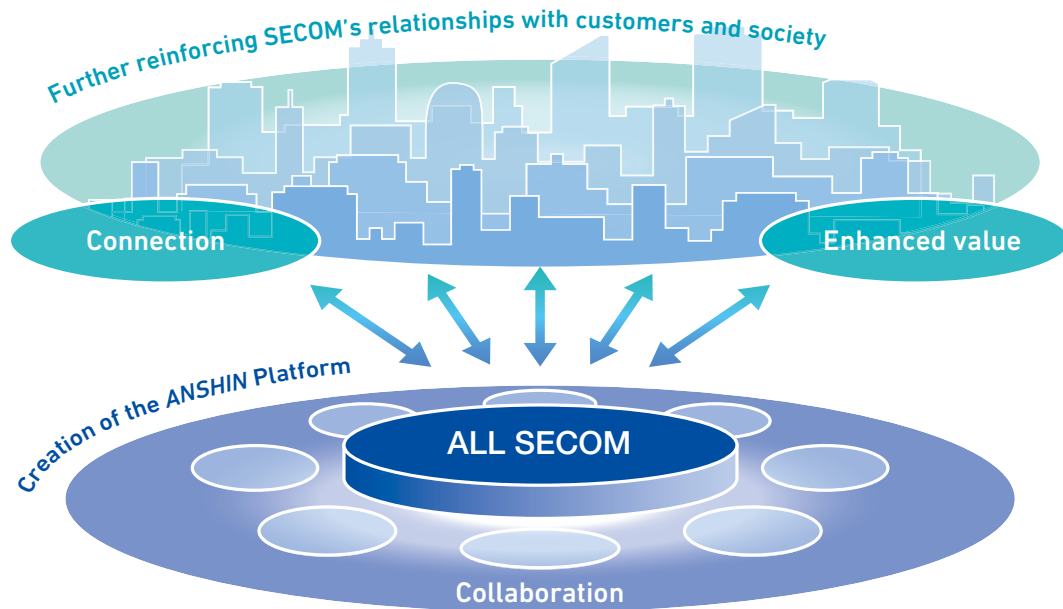 Further reinforcing SECOM's relationships with customers and society
Connection
Enhanced value
Creation of the ANSHIN Platform
ALL SECOM
Collaboration